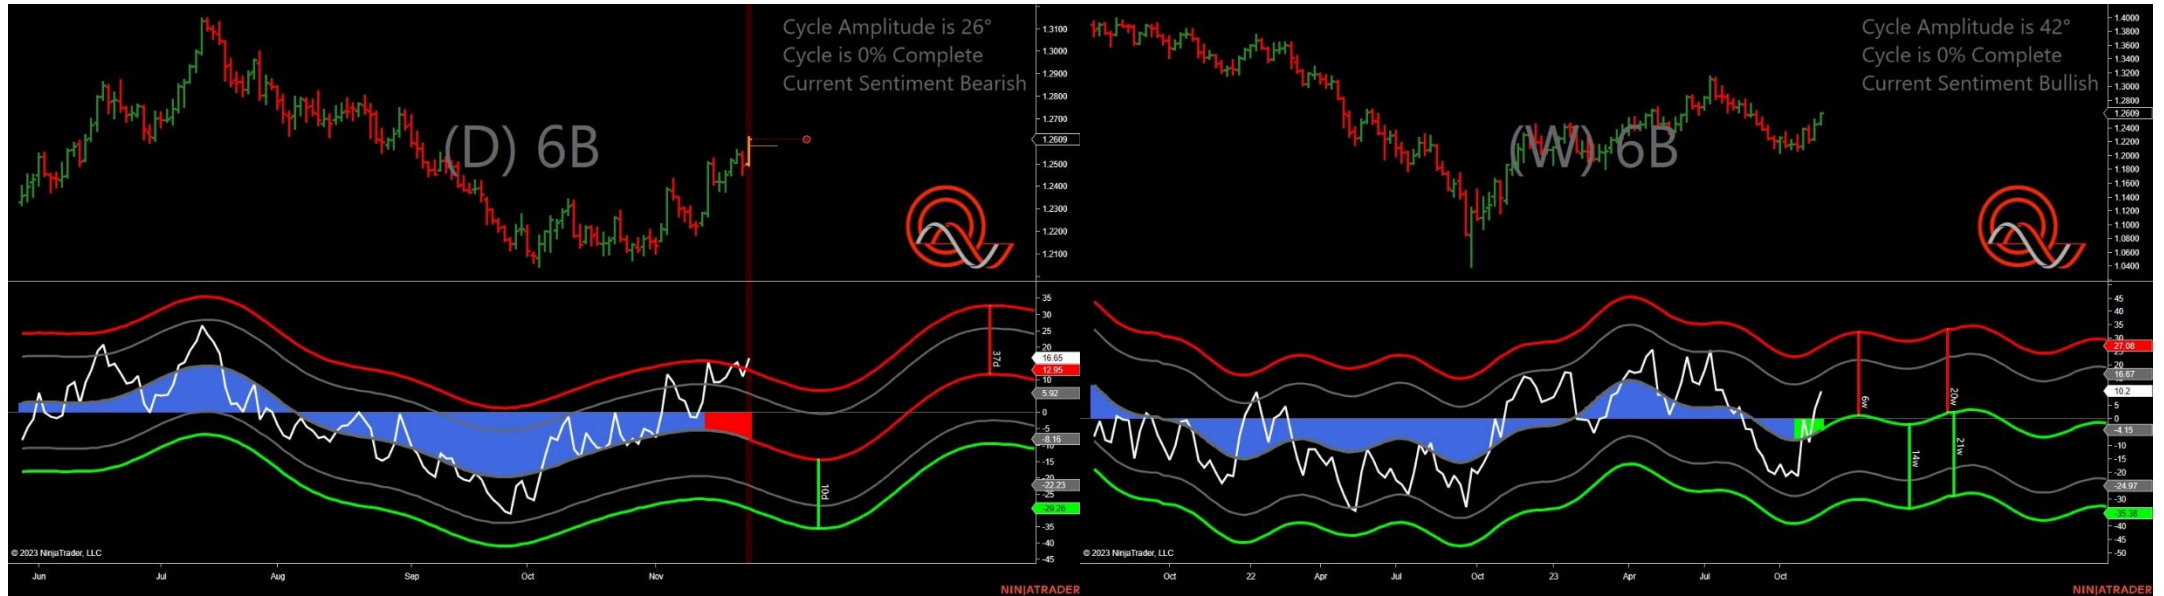 Cycle Amplitude is 26°
Cycle is 0% Complete
Current Sentiment Bearish
(D) 6B
1.3100
1.3000
1.2900
1.2800
1.2700
1.2609
1.2500
1.2400
1.2300
1.2200
1.2100
35
30
25
20
16.65
12.95
10
5.92
0
-5
-8.16
-15
-22.23
-25
-29.26
-35
-40
-45
37d
10d
© 2023 NinjaTrader, LLC
Jun
Jul
Aug
Sep
Oct
Nov
NINJATRADER
Cycle Amplitude is 42°
Cycle is 0% Complete
Current Sentiment Bullish
(W) 6B
1.4000
1.3800
1.3600
1.3400
1.3200
1.3000
1.2800
1.2609
1.2400
1.2200
1.2000
1.1800
1.1600
1.1400
1.1200
1.1000
1.0800
1.0600
1.0400
45
35
30
27.08
20
16.67
10.2
5
0
-4.15
-10
-15
-20
-24.97
-30
-35.38
-40
-50
6w
20w
14w
21w
© 2023 NinjaTrader, LLC
Oct
22
Apr
Jul
Oct
23
Apr
Jul
Oct
NINJATRADER